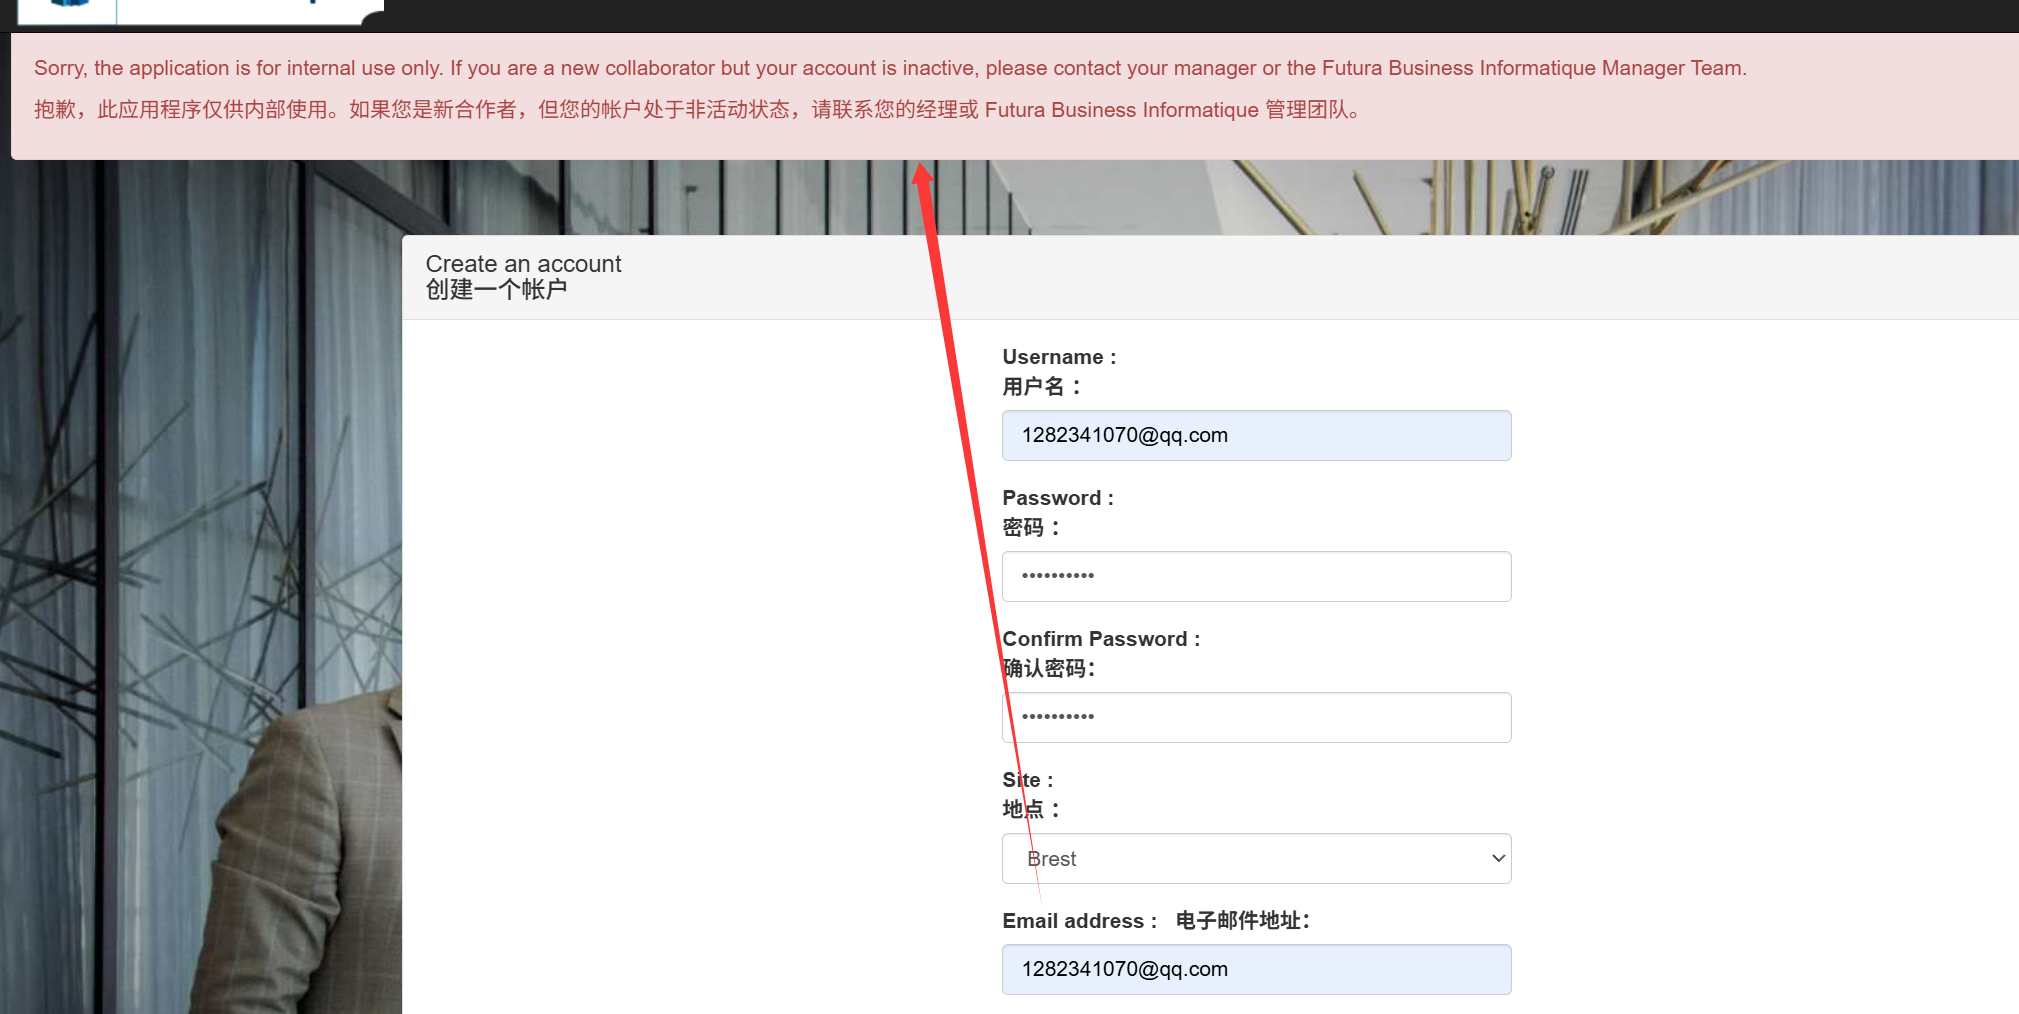 Sorry, the application is for internal use only. If you are a new collaborator but your account is inactive, please contact your manager or the Futura Business Informatique Manager Team.
抱歉，此应用程序仅供内部使用。如果您是新合作者，但您的帐户处于非活动状态，请联系您的经理或 Futura Business Informatique 管理团队。
Create an account
创建一个帐户
Username :
用户名 ：
1282341070@qq.com
Password :
密码 ：
••••••••••
Confirm Password :
确认密码：
••••••••••
Site :
地点 ：
Brest
Email address : 电子邮件地址：
1282341070@qq.com